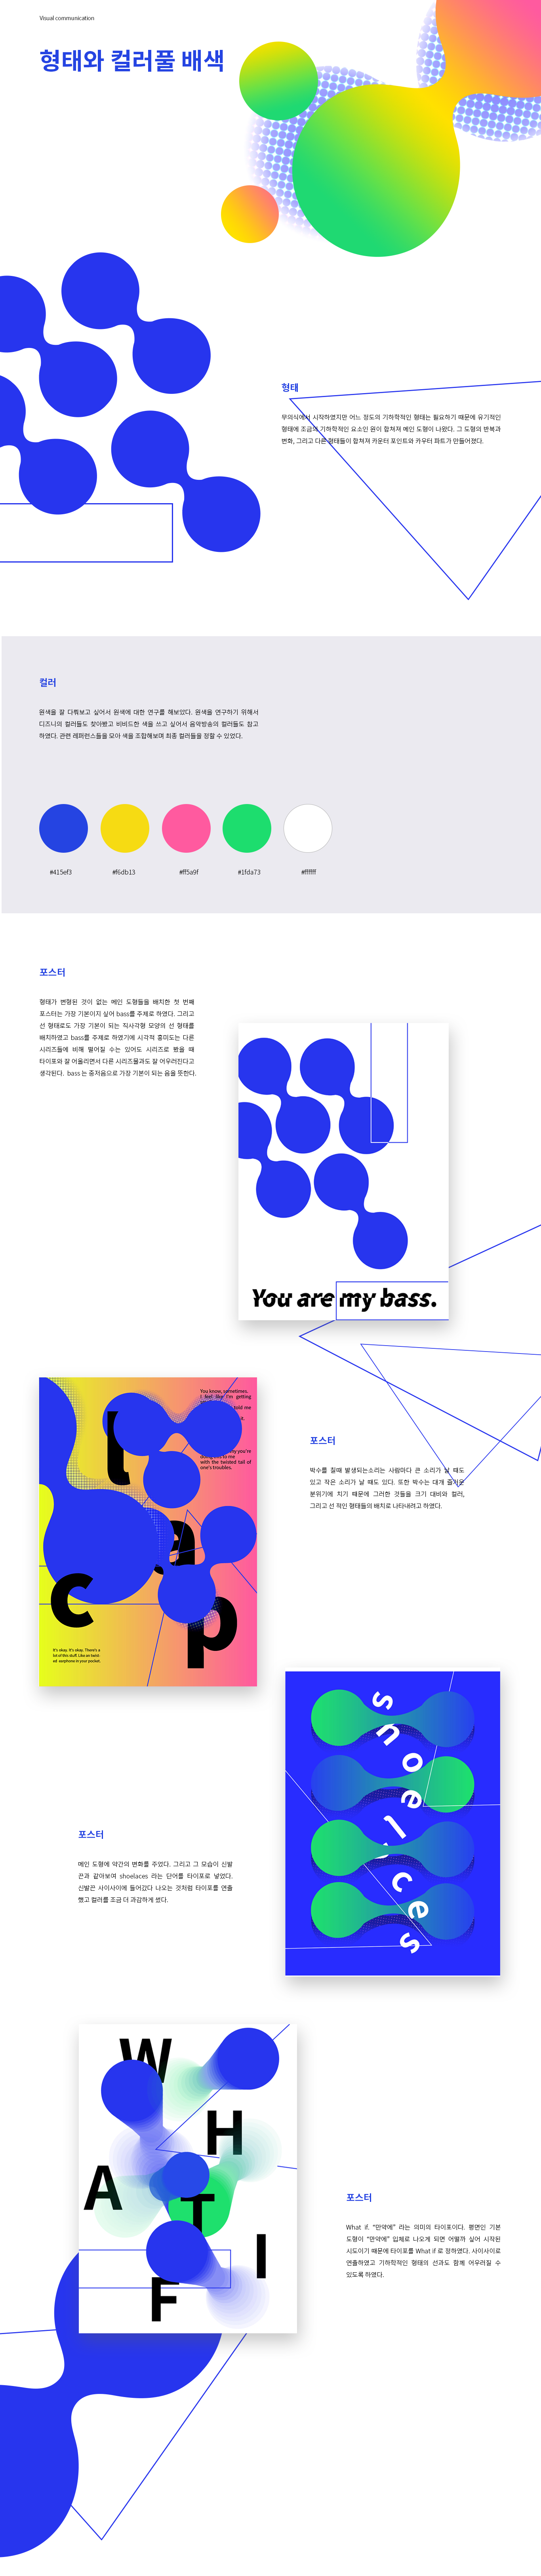 Visual communication
형태와 컬러풀 배색
형태
무의식에서 시작하였지만 어느 정도의 기하학적인 형태는 필요하기 때문에 유기적인
형태에 조금의 기하학적인 요소인 원이 합쳐져 메인 도형이 나왔다. 그 도형의 반복과
변화, 그리고 다른 형태들이 합쳐져 카운터 포인트와 카우터 파트가 만들어졌다.
컬러
원색을 잘 다뤄보고 싶어서 원색에 대한 연구를 해보았다. 원색을 연구하기 위해서
디즈니의 컬러들도 찾아봤고 비비드한 색을 쓰고 싶어서 음악방송의 컬러들도 참고
하였다. 관련 레퍼런스들을 모아 색을 조합해보며 최종 컬러들을 정할 수 있었다.
#415ef3 #f6db13 #ff5a9f #1fda73 #ffffff
포스터
형태가 변형된 것이 없는 메인 도형들을 배치한 첫 번째
포스터는 가장 기본이지 싶어 bass를 주제로 하였다. 그리고
선 형태로도 가장 기본이 되는 직사각형 모양의 선 형태를
배치하였고 bass를 주제로 하였기에 시각적 흥미도는 다른
시리즈들에 비해 떨어질 수는 있어도 시리즈로 봤을 때
타이포와 잘 어울리면서 다른 시리즈물과도 잘 어우러진다고
생각된다. bass 는 중저음으로 가장 기본이 되는 음을 뜻한다.
You are my bass.
You know, sometimes,
I feel like I'm getting
told me
you're
to me
with the twisted tail of
one's troubles.
l
a
c
p
It's okay. It's okay. There's a
lot of this stuff. Like an twist
ed earphone in your pocket.
포스터
박수를 칠때 발생되는소리는 사람마다 큰 소리가 날 때도
있고 작은 소리가 날 때도 있다. 또한 박수는 대개 즐거운
분위기에 치기 때문에 그러한 것들을 크기 대비와 컬러,
그리고 선 적인 형태들의 배치로 나타내려고 하였다.
s
h
o
e
l
c
e
s
포스터
메인 도형에 약간의 변화를 주었다. 그리고 그 모습이 신발
끈과 같아보여 shoelaces 라는 단어를 타이포로 넣었다.
신발끈 사이사이에 들어갔다 나오는 것처럼 타이포를 연출
했고 컬러를 조금 더 과감하게 썼다.
W
H
A
T
I
F
포스터
What if, “만약에” 라는 의미의 타이포이다. 평면인 기본
도형이 “만약에” 입체로 나오게 되면 어떨까 싶어 시작된
시도이기 때문에 타이포를 What if 로 정하였다. 사이사이로
연출하였고 기하학적인 형태의 선과도 함께 어우러질 수
있도록 하였다.